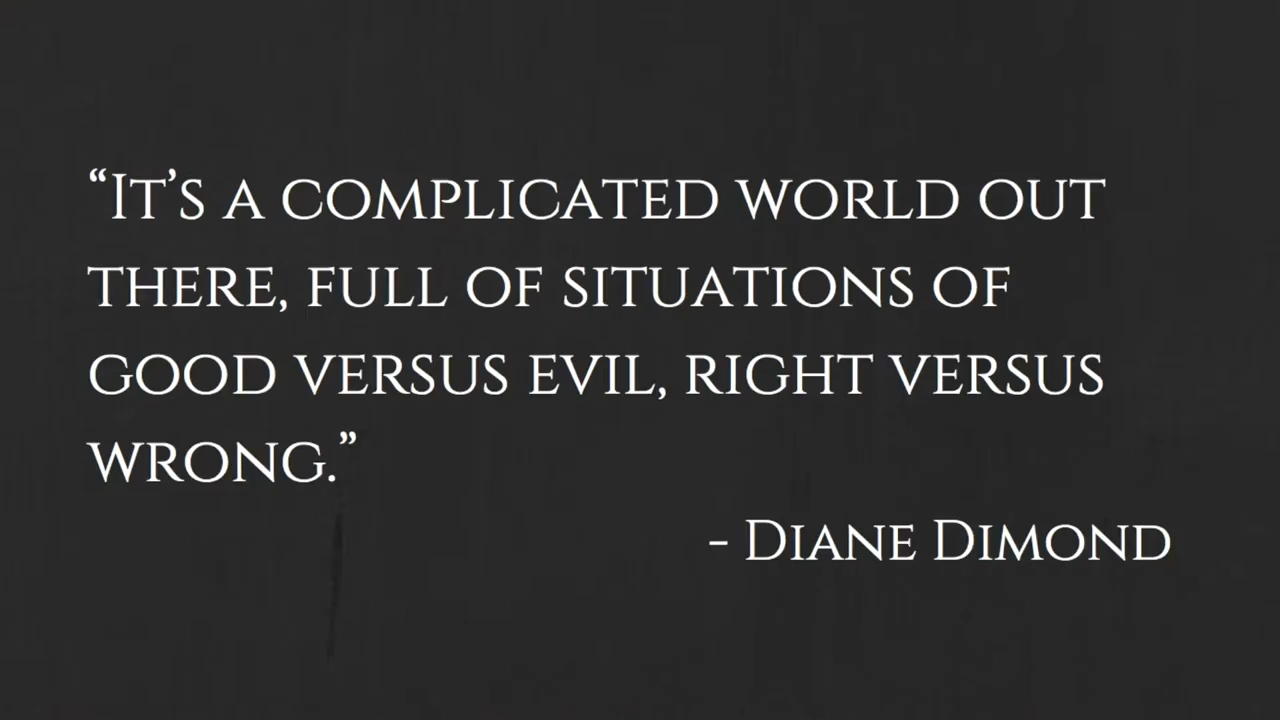 “It’s a complicated world out
there, full of situations of
good versus evil, right versus
wrong.”
- Diane Dimond